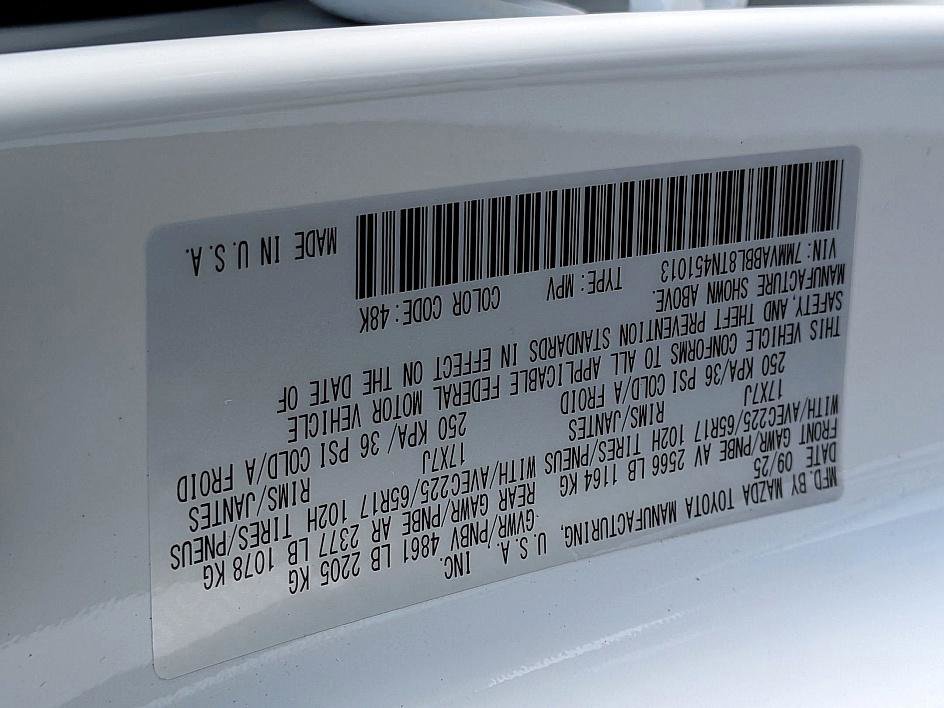 MFD. BY MAZDA TOYOTA MANUFACTURING, U.S.A., INC.
DATE 09/25 GVWR/PNBV 4861 LB 2205 KG
FRONT GAWR/PNBE AV 2566 LB 1164 KG REAR GAWR/PNBE AR 2377 LB 1078 KG
WITH/AVEC225/65R17 102H TIRES/PNEUS WITH/AVEC225/65R17 102H TIRES/PNEUS
17X7J RIMS/JANTES 17X7J RIMS/JANTES
250 KPA/36 PSI COLD/A FROID 250 KPA/ 36 PSI COLD/A FROID
THIS VEHICLE CONFORMS TO ALL APPLICABLE FEDERAL MOTOR VEHICLE
SAFETY, AND THEFT PREVENTION STANDARDS IN EFFECT ON THE DATE OF
MANUFACTURE SHOWN ABOVE.
VIN: 7MMVABBL8TN451013 TYPE: MPV COLOR CODE: 48K
MADE IN U.S.A.